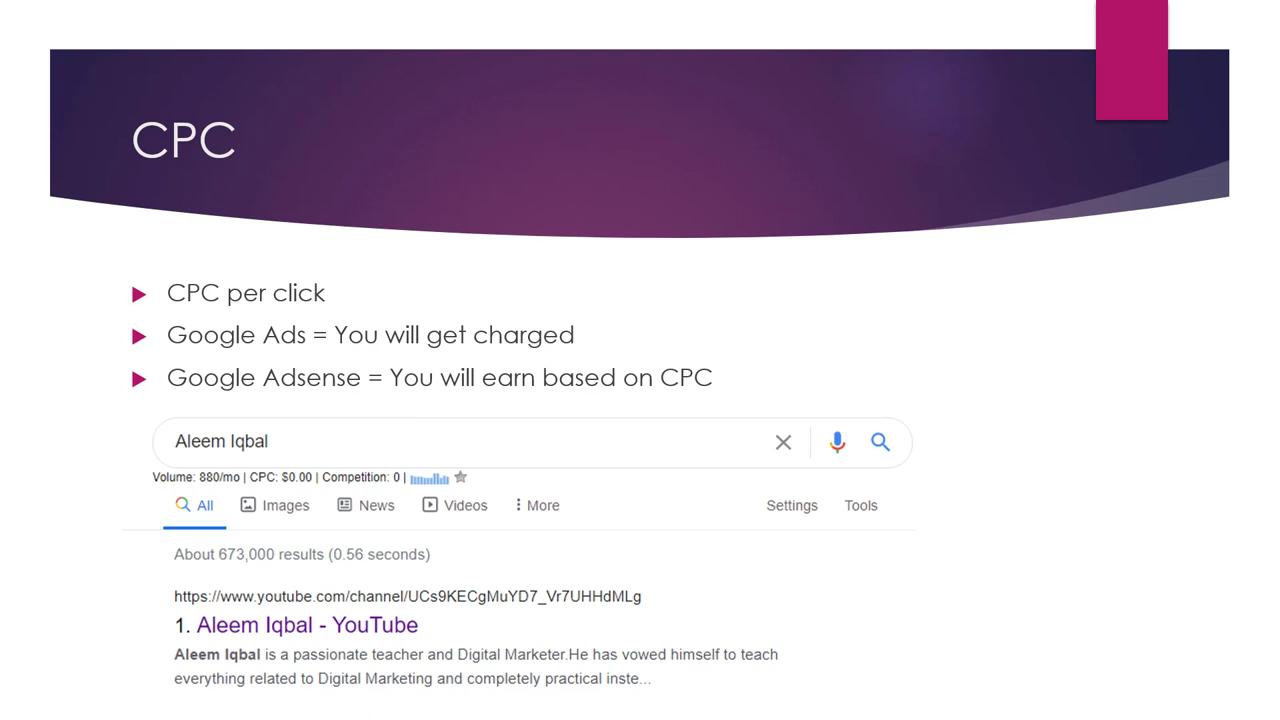 CPC
CPC per click
Google Ads = You will get charged
Google Adsense = You will earn based on CPC
Aleem Iqbal
Volume: 880/mo | CPC: $0.00 | Competition: 0 |
All Images News Videos More Settings Tools
About 673,000 results (0.56 seconds)
https://www.youtube.com/channel/UCs9KECgMuYD7_Vr7UHHdMLg
1. Aleem Iqbal - YouTube
Aleem Iqbal is a passionate teacher and Digital Marketer.He has vowed himself to teach
everything related to Digital Marketing and completely practical inste...